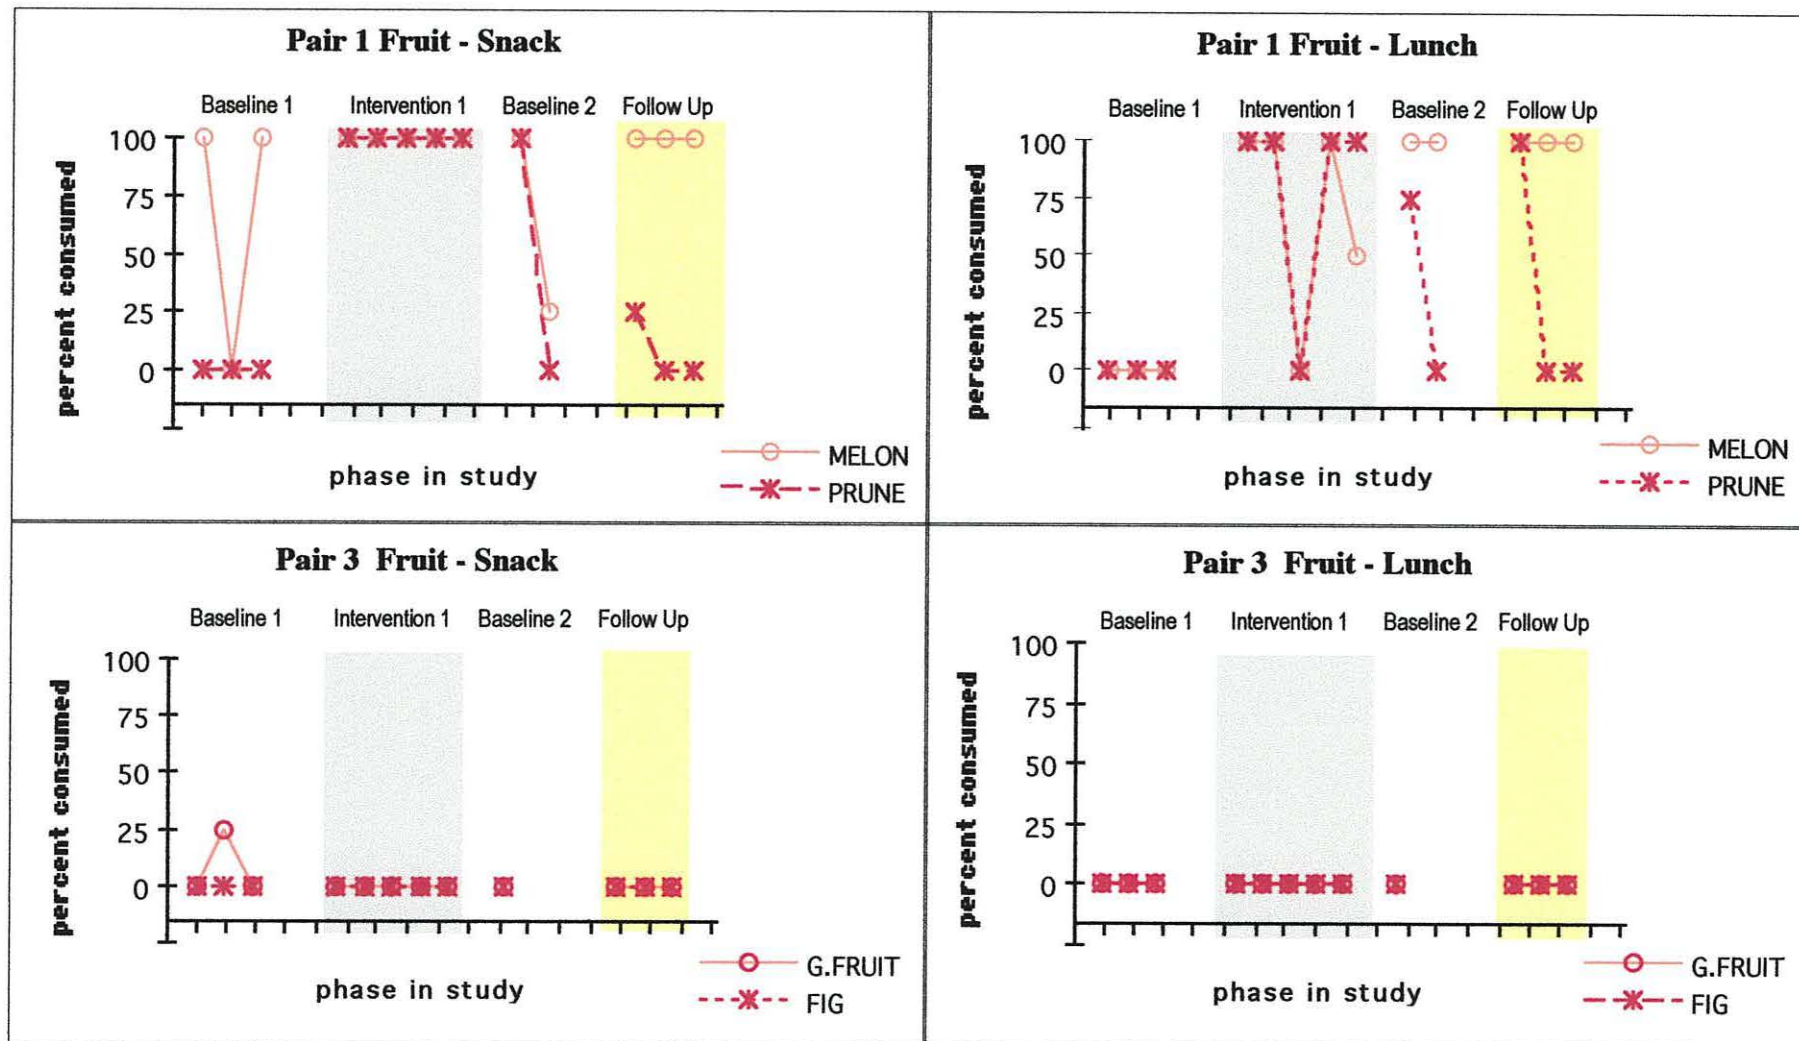 Pair 1 Fruit - Snack
Baseline 1 Intervention 1 Baseline 2 Follow Up
100
75
50
25
0
percent consumed
phase in study
MELON
PRUNE
Pair 1 Fruit - Lunch
Baseline 1 Intervention 1 Baseline 2 Follow Up
100
75
50
25
0
percent consumed
phase in study
MELON
PRUNE
Pair 3 Fruit - Snack
Baseline 1 Intervention 1 Baseline 2 Follow Up
100
75
50
25
0
percent consumed
phase in study
G.FRUIT
FIG
Pair 3 Fruit - Lunch
Baseline 1 Intervention 1 Baseline 2 Follow Up
100
75
50
25
0
percent consumed
phase in study
G.FRUIT
FIG